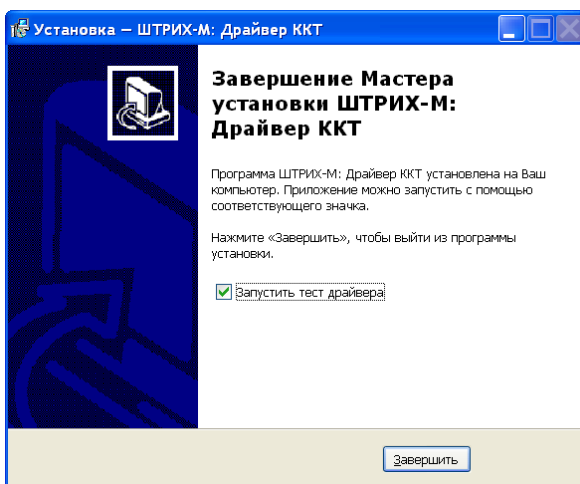 Установка — ШТРИХ-М: Драйвер ККТ
Завершение Мастера
установки ШТРИХ-М:
Драйвер ККТ
Программа ШТРИХ-М: Драйвер ККТ установлена на Ваш
компьютер. Приложение можно запустить с помощью
соответствующего значка.
Нажмите «Завершить», чтобы выйти из программы
установки.
Запустить тест драйвера
Завершить